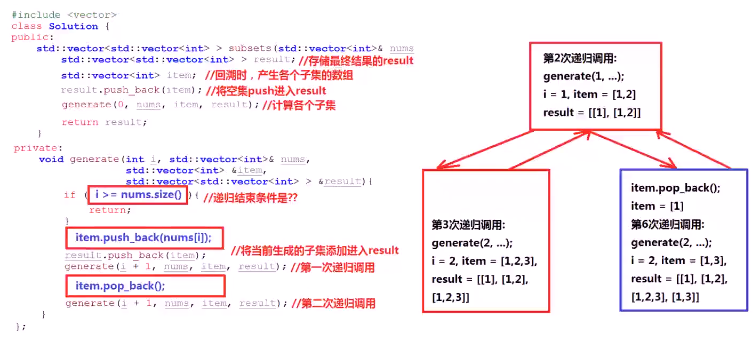 #include <vector>
class Solution {
public:
std::vector<std::vector<int> > subsets(std::vector<int>& nums
std::vector<std::vector<int> > result; //存储最终结果的result
std::vector<int> item; //回溯时，产生各个子集的数组
result.push_back(item); //将空集push进入result
generate(0, nums, item, result); //计算各个子集
return result;
}
private:
void generate(int i, std::vector<int>& nums,
std::vector<int> &item,
std::vector<std::vector<int> > &result){
if ( i >= nums.size() ){ //递归结束条件是??
return;
}
item.push_back(nums[i]);
result.push_back(item); //将当前生成的子集添加进入result
generate(i + 1, nums, item, result); //第一次递归调用
item.pop_back();
generate(i + 1, nums, item, result); //第二次递归调用
}
};
第2次递归调用:
generate(1, ...);
i = 1, item = [1,2]
result = [[1], [1,2]]
第3次递归调用:
generate(2, ...);
i = 2, item = [1,2,3],
result = [[1], [1,2],
[1,2,3]]
item.pop_back();
item = [1]
第6次递归调用:
generate(2, ...);
i = 2, item = [1,3],
result = [[1], [1,2],
[1,2,3], [1,3]]